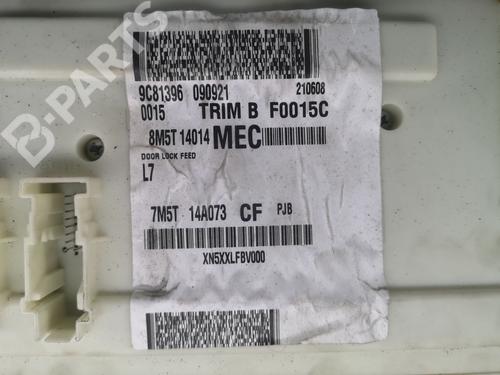 B PARTS
9C81396 090921 210608
0015 TRIM B F0015C
8M5T 14014 MEC
DOOR LOCK FEED
L7
7M5T 14A073 CF PJB
XN5XXLFBV000